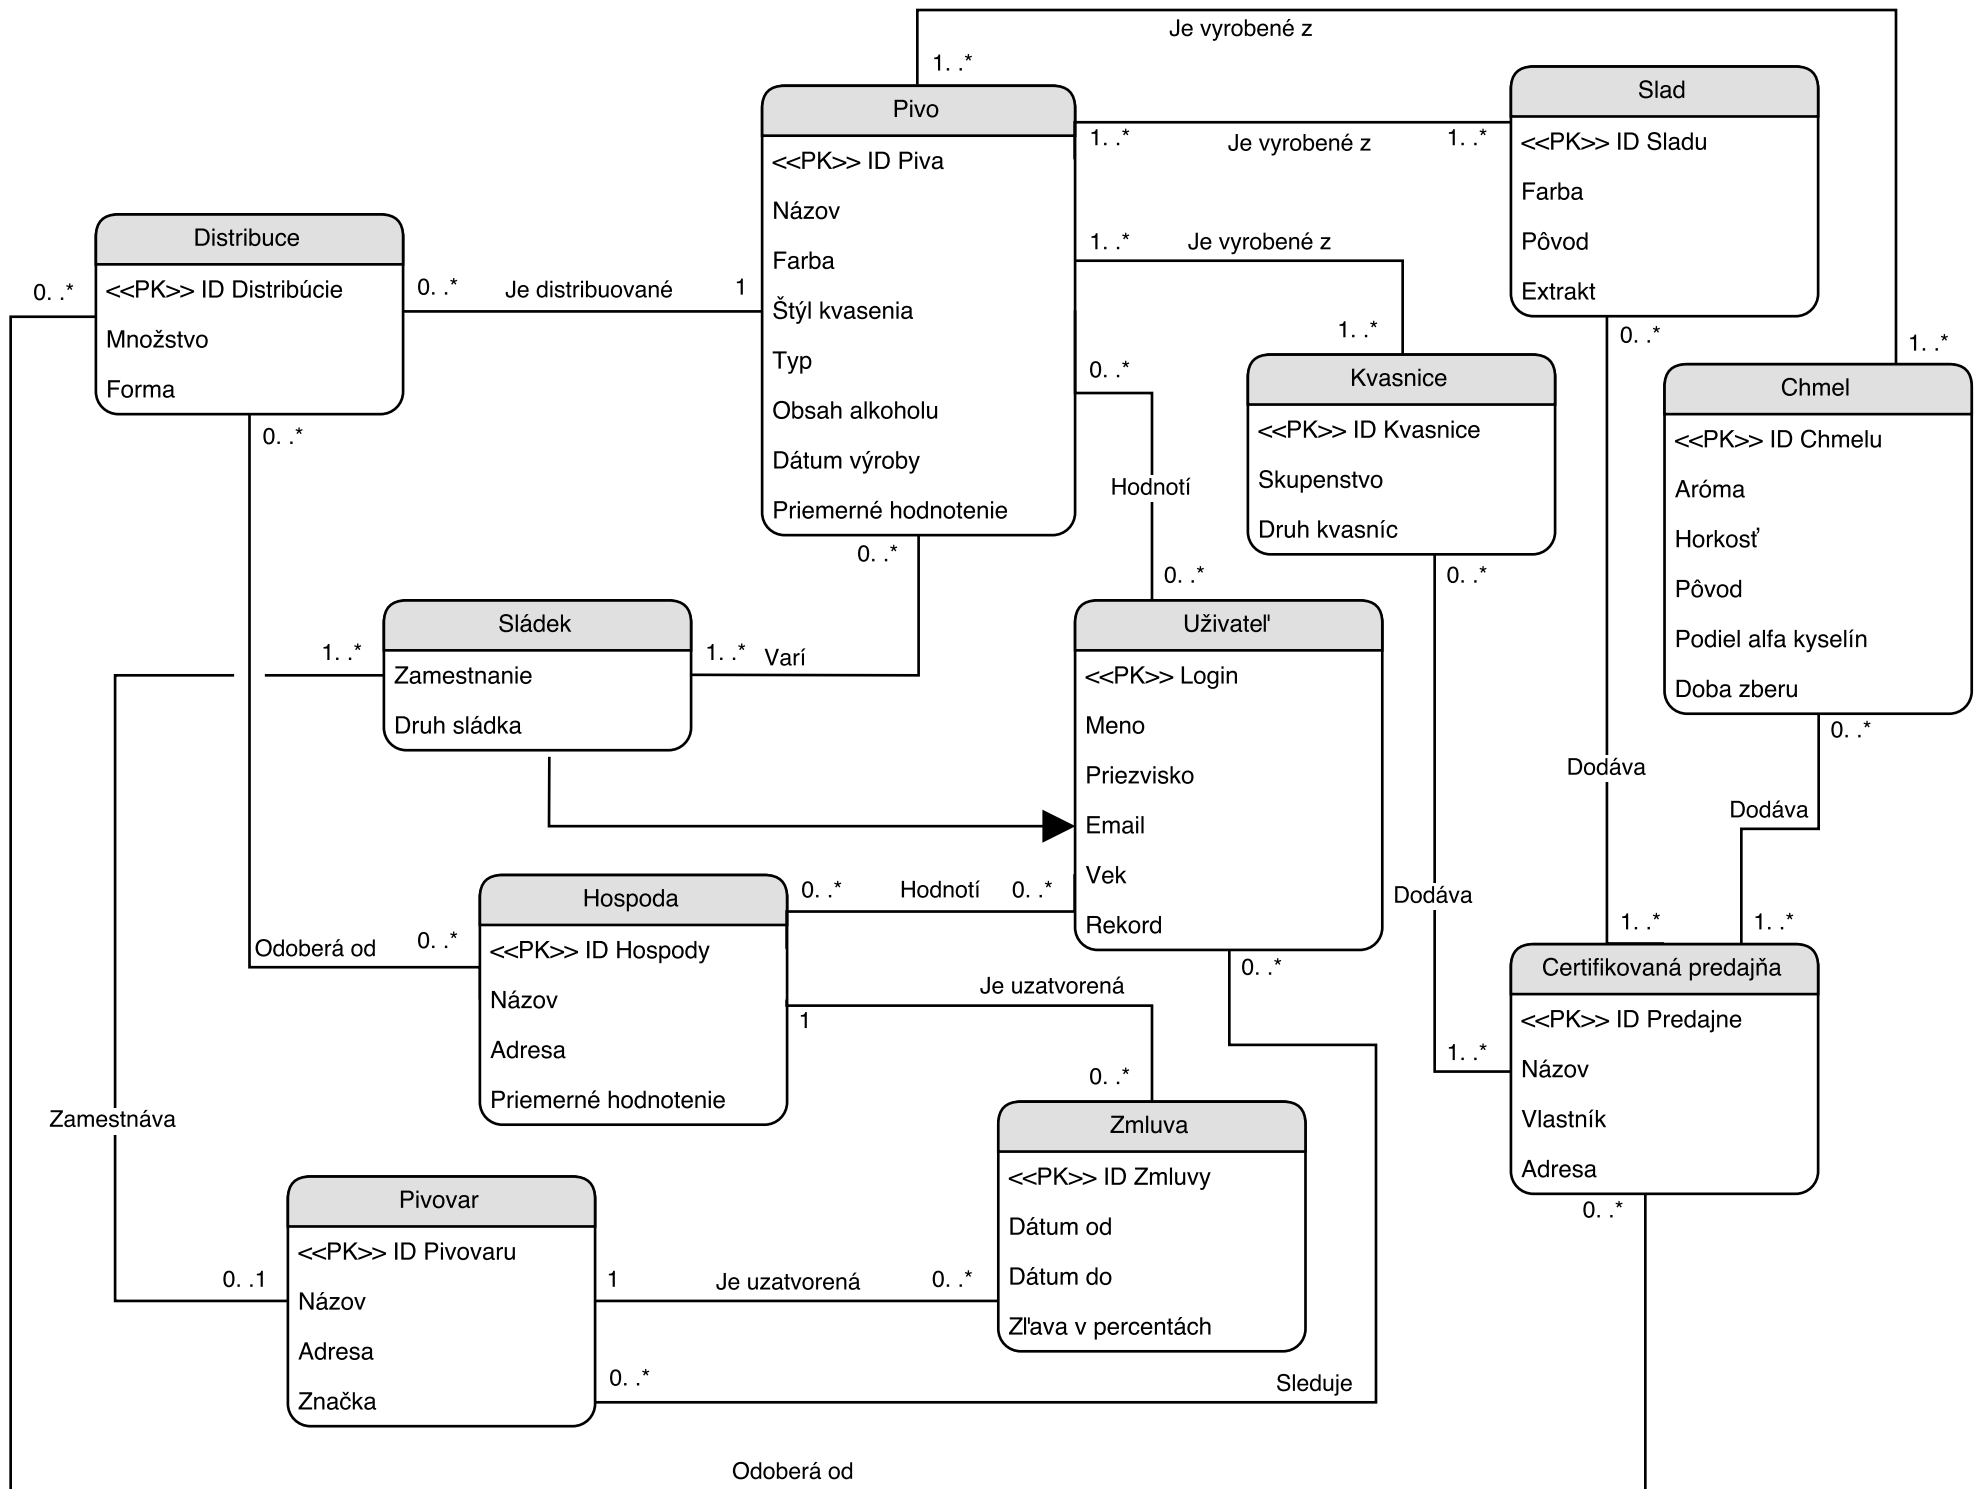 Je vyrobené z
1. .*
Pivo
<<PK>> ID Piva
Názov
Farba
Štýl kvasenia
Typ
Obsah alkoholu
Dátum výroby
Priemerné hodnotenie
1. .*
Je vyrobené z
1. .*
Slad
<<PK>> ID Sladu
Farba
Pôvod
Extrakt
1. .*
Je vyrobené z
1. .*
0. .*
1. .*
Distribuce
<<PK>> ID Distribúcie
Množstvo
Forma
0. .*
0. .*
Je distribuované
1
0. .*
0. .*
Hodnotí
0. .*
Kvasnice
<<PK>> ID Kvasnice
Skupenstvo
Druh kvasníc
0. .*
Chmel
<<PK>> ID Chmelu
Aróma
Horkosť
Pôvod
Podiel alfa kyselín
Doba zberu
0. .*
0. .*
Sládek
Zamestnanie
Druh sládka
1. .*
1. .*
Varí
Uživateľ
<<PK>> Login
Meno
Priezvisko
Email
Vek
Rekord
Dodáva
Dodáva
Dodáva
Hospoda
<<PK>> ID Hospody
Názov
Adresa
Priemerné hodnotenie
0. .*
Hodnotí
0. .*
Odoberá od
0. .*
1. .*
1. .*
Certifikovaná predajňa
<<PK>> ID Predajne
Názov
Vlastník
Adresa
1. .*
0. .*
0. .*
Je uzatvorená
1
0. .*
Zmluva
<<PK>> ID Zmluvy
Dátum od
Dátum do
Zľava v percentách
Zamestnáva
Pivovar
<<PK>> ID Pivovaru
Názov
Adresa
Značka
0. .1
1
Je uzatvorená
0. .*
0. .*
Sleduje
Odoberá od